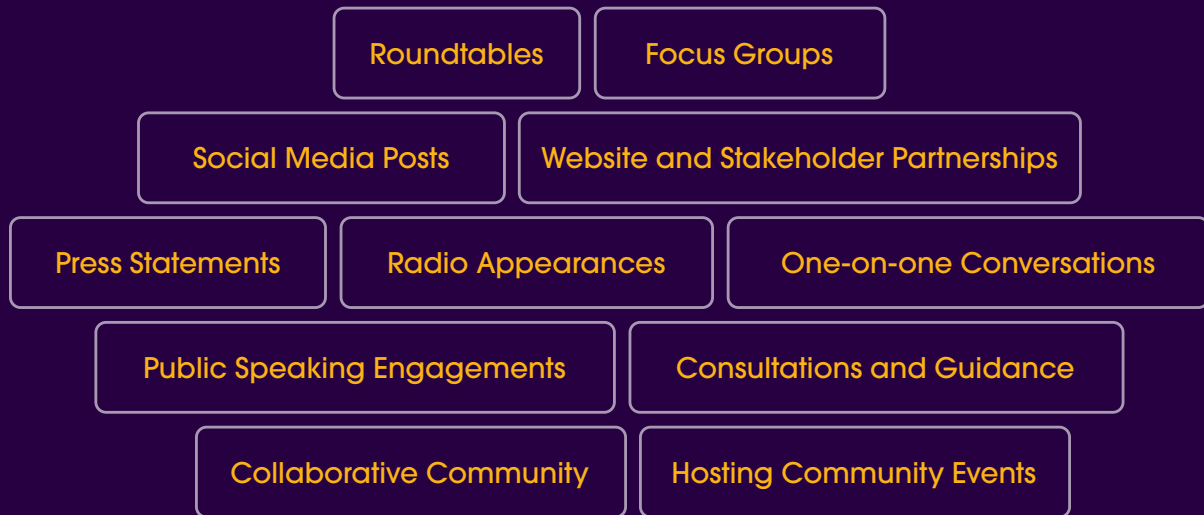 Roundtables
Focus Groups
Social Media Posts
Website and Stakeholder Partnerships
Press Statements
Radio Appearances
One-on-one Conversations
Public Speaking Engagements
Consultations and Guidance
Collaborative Community
Hosting Community Events